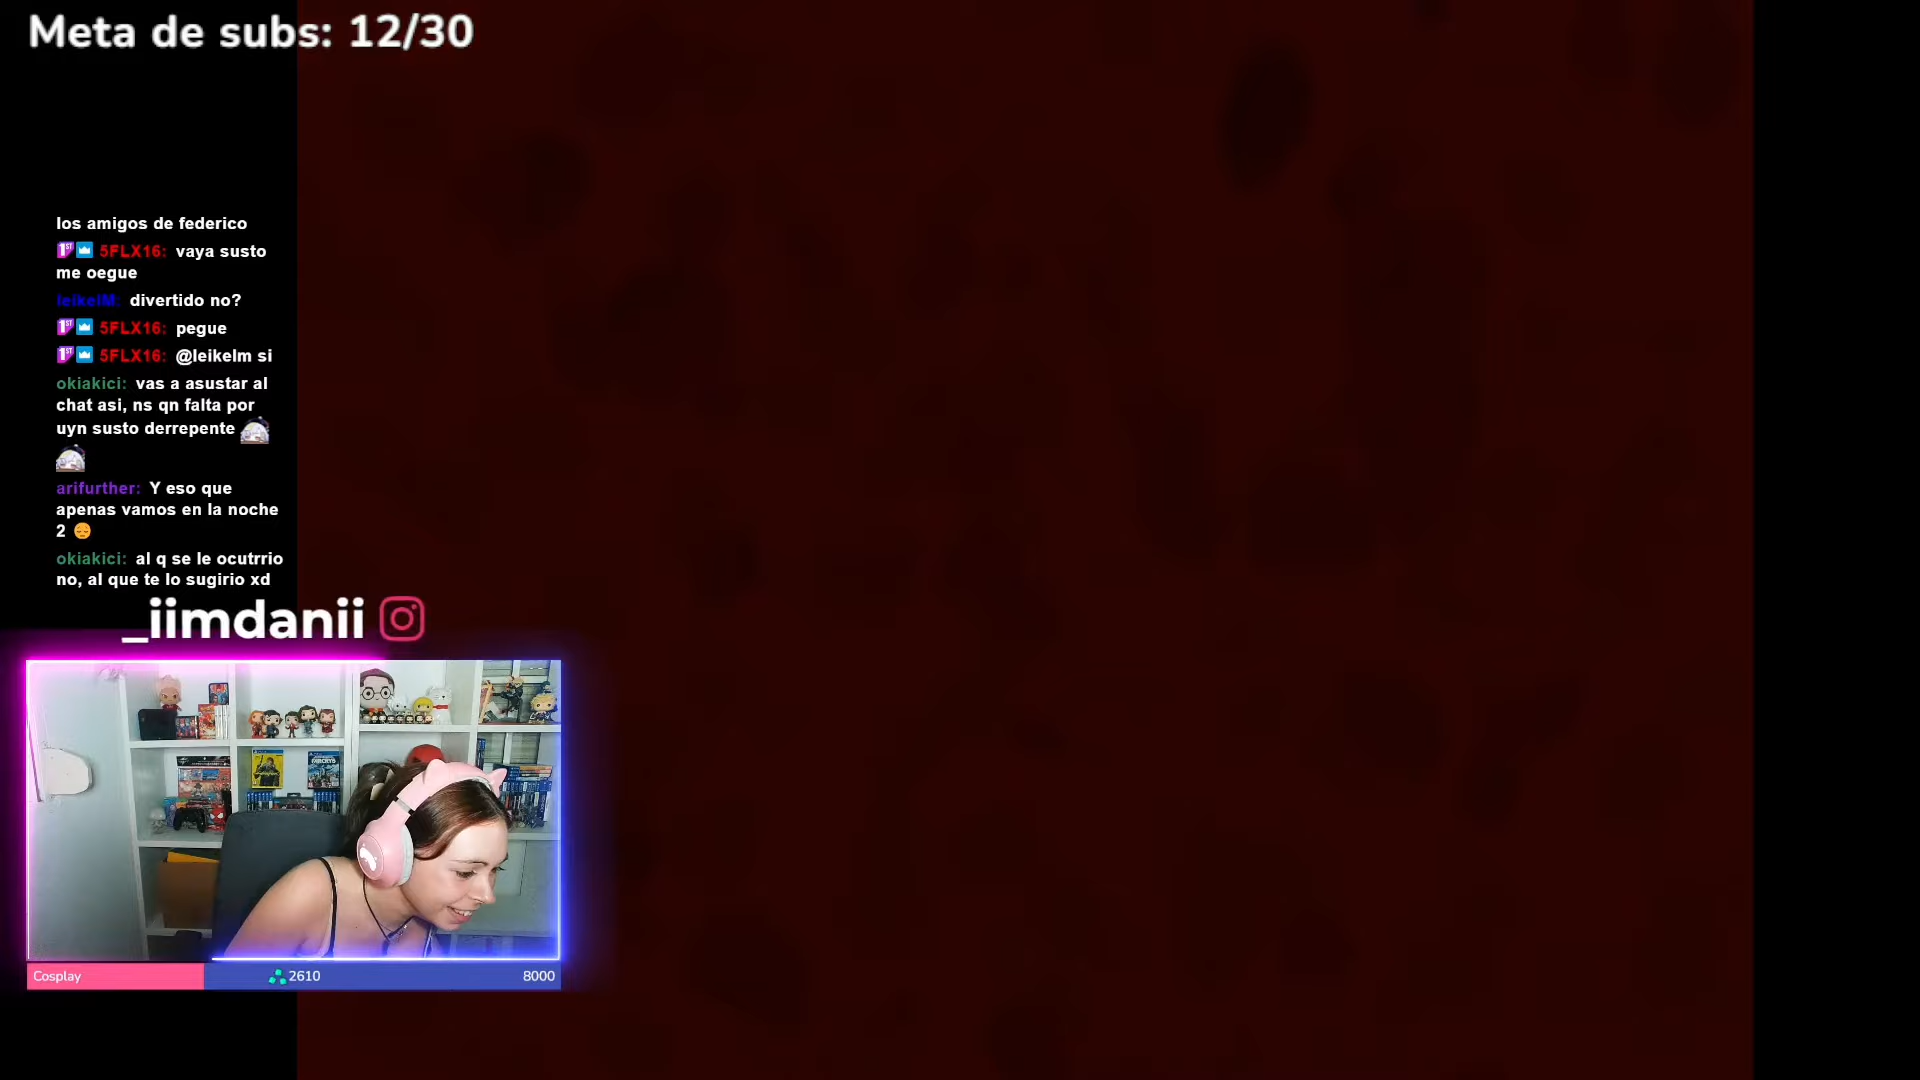 Meta de subs: 12/30
los amigos de federico
5FLX16: vaya susto
me oegue
leikelM: divertido no?
5FLX16: pegue
5FLX16: @leikelm si
okiakici: vas a asustar al
chat asi, ns qn falta por
uyn susto derrepente
arifurther: Y eso que
apenas vamos en la noche
2
okiakici: al q se le ocutrrio
no, al que te lo sugirio xd
_iimdanii
FARCRY5
Cosplay
2610
8000